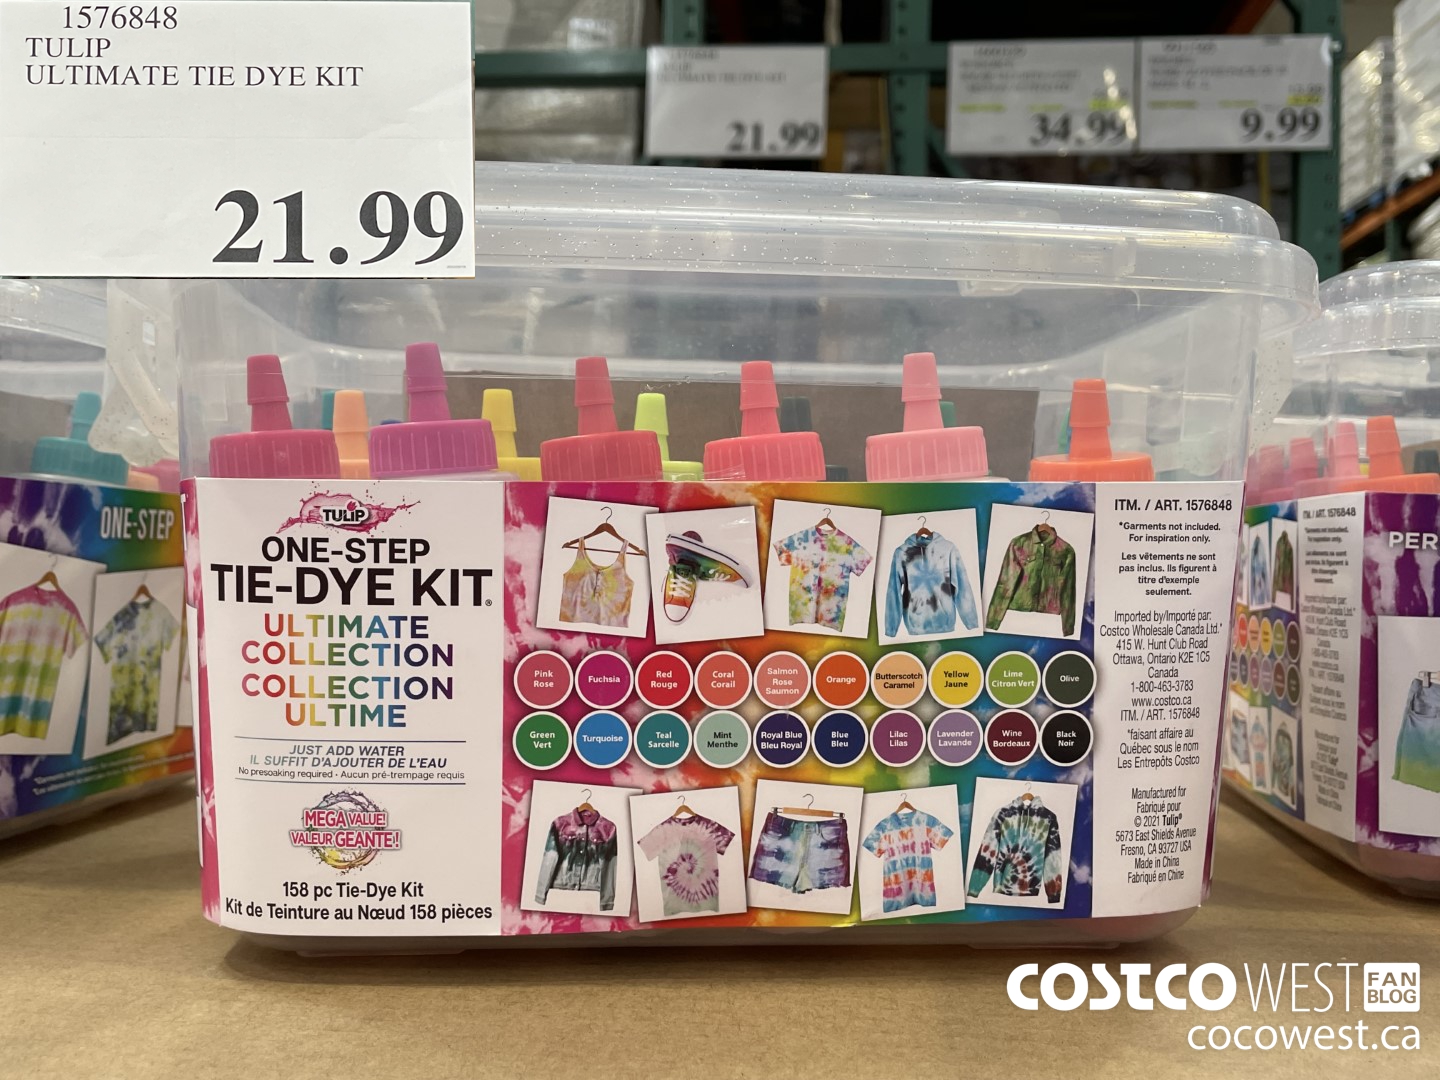 1576848
TULIP
ULTIMATE TIE DYE KIT
21.99
21.99
34.99
9.99
TULIP
ONE-STEP
TIE-DYE KIT®
ULTIMATE
COLLECTION
COLLECTION
ULTIME
JUST ADD WATER
IL SUFFIT D'AJOUTER DE L'EAU
No presoaking required • Aucun pré-trempage requis
MEGA VALUE!
VALEUR GÉANTE!
158 pc Tie-Dye Kit
Kit de Teinture au Nœud 158 pièces
Pink
Rose
Fuchsia
Red
Rouge
Coral
Corail
Salmon
Rose
Saumon
Orange
Butterscotch
Caramel
Yellow
Jaune
Lime
Citron Vert
Olive
Green
Vert
Turquoise
Teal
Sarcelle
Mint
Menthe
Royal Blue
Bleu Royal
Blue
Bleu
Lilac
Lilas
Lavender
Lavande
Wine
Bordeaux
Black
Noir
ITM. / ART. 1576848
*Garments not included.
For inspiration only.
Les vêtements ne sont
pas inclus. Ils figurent à
titre d'exemple
seulement.
Imported by/Importé par:
Costco Wholesale Canada Ltd.*
415 W. Hunt Club Road
Ottawa, Ontario K2E 1C5
Canada
1-800-463-3783
www.costco.ca
ITM. / ART. 1576848
*faisant affaire au
Québec sous le nom
Les Entrepôts Costco
Manufactured for
Fabriqué pour
© 2021 Tulip®
5673 East Shields Avenue
Fresno, CA 93727 USA
Made in China
Fabriqué en Chine
ONE-STEP
ITM. / ART. 1576848
PER
COSTCO WEST FAN
BLOG
cocowest.ca